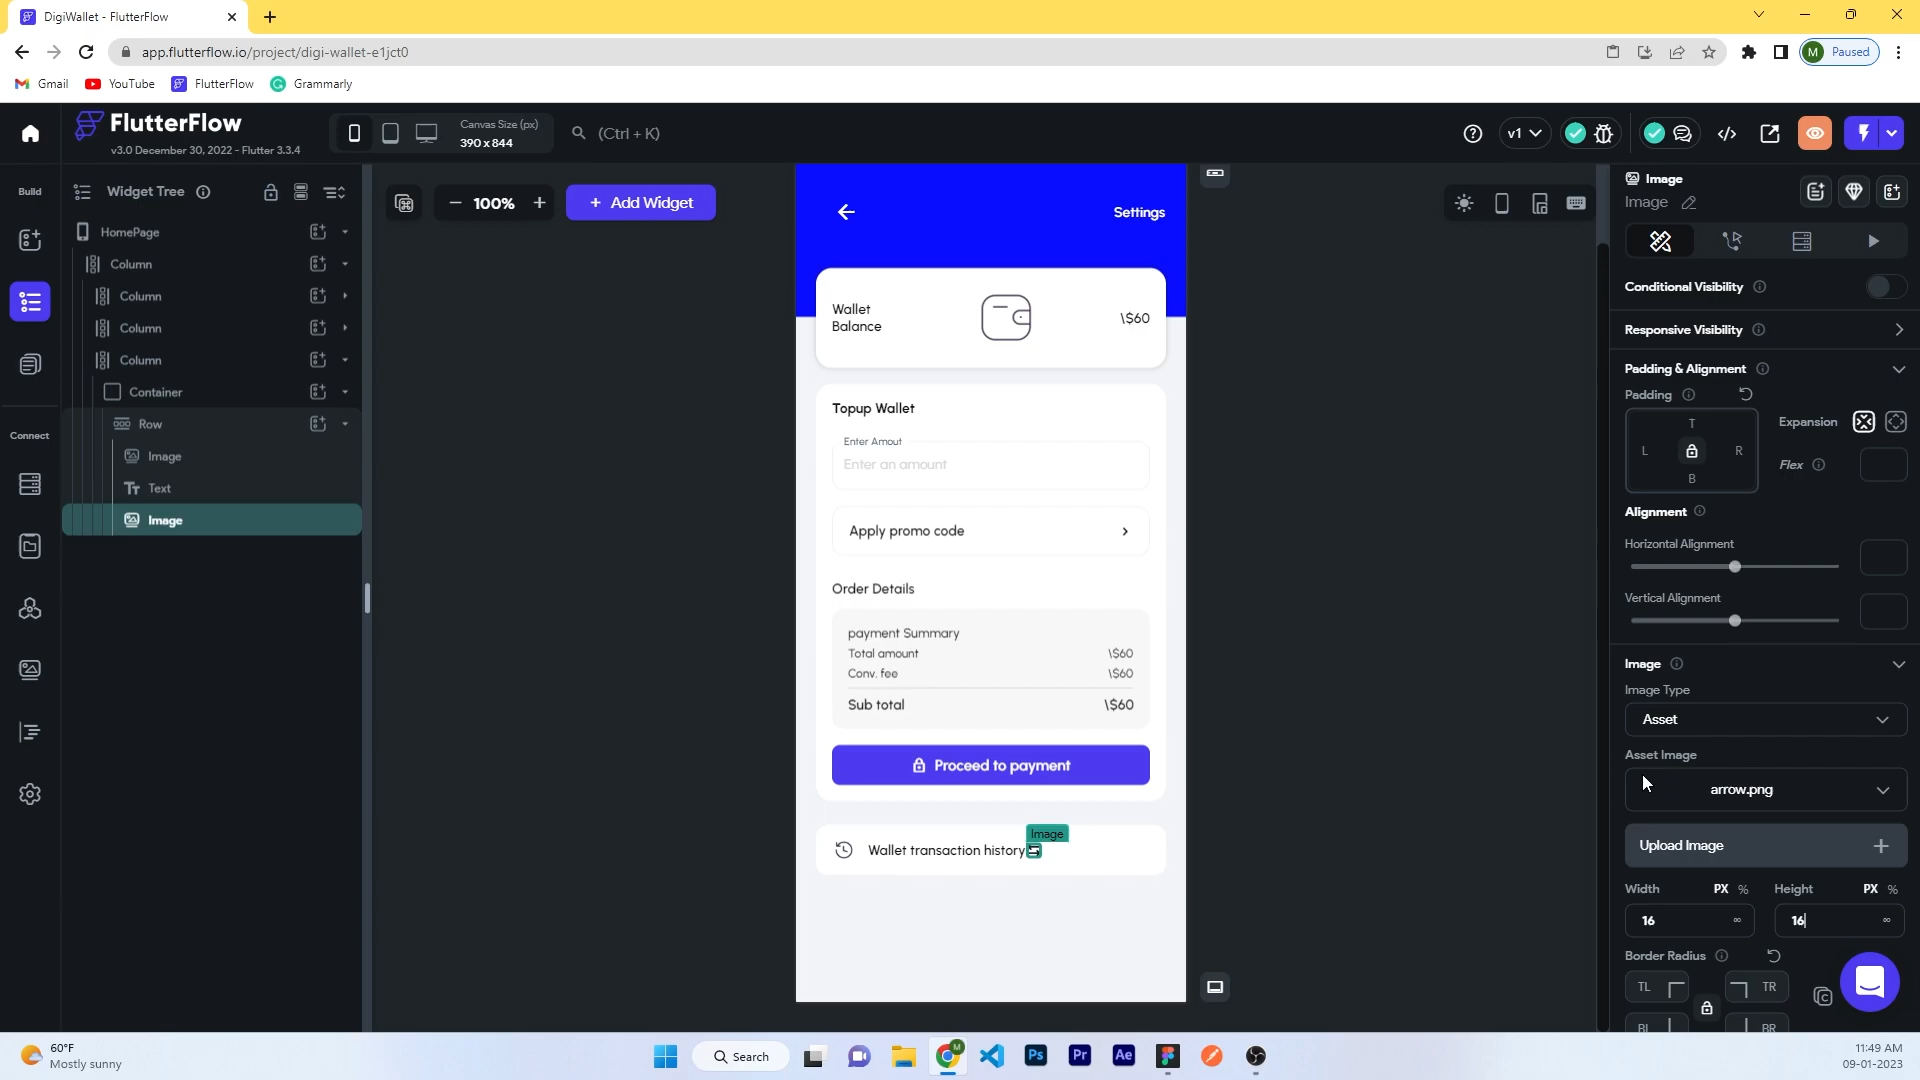 DigiWallet - FlutterFlow
app.flutterflow.io/project/digi-wallet-e1jct0
M Paused
Gmail YouTube FlutterFlow Grammarly
FlutterFlow
v3.0 December 30, 2022 - Flutter 3.3.4
Canvas Size (px)
390 x 844
(Ctrl + K)
v1
Build
Widget Tree
100%
+ Add Widget
HomePage
Column
Column
Column
Column
Container
Row
Image
Text
Image
Connect
Settings
Wallet
Balance
\$60
Topup Wallet
Enter Amout
Enter an amount
Apply promo code
Order Details
payment Summary
Total amount \$60
Conv. fee \$60
Sub total \$60
Proceed to payment
Image
Wallet transaction history
Image
Image
Conditional Visibility
Responsive Visibility
Padding & Alignment
Padding
T
L R
B
Expansion
Flex
Alignment
Horizontal Alignment
Vertical Alignment
Image
Image Type
Asset
Asset Image
arrow.png
Upload Image
Width PX % Height PX %
16 ∞ 16 ∞
Border Radius
TL TR
BL BR
60°F
Mostly sunny
Search
M
Ps
Pr
Ae
11:49 AM
09-01-2023